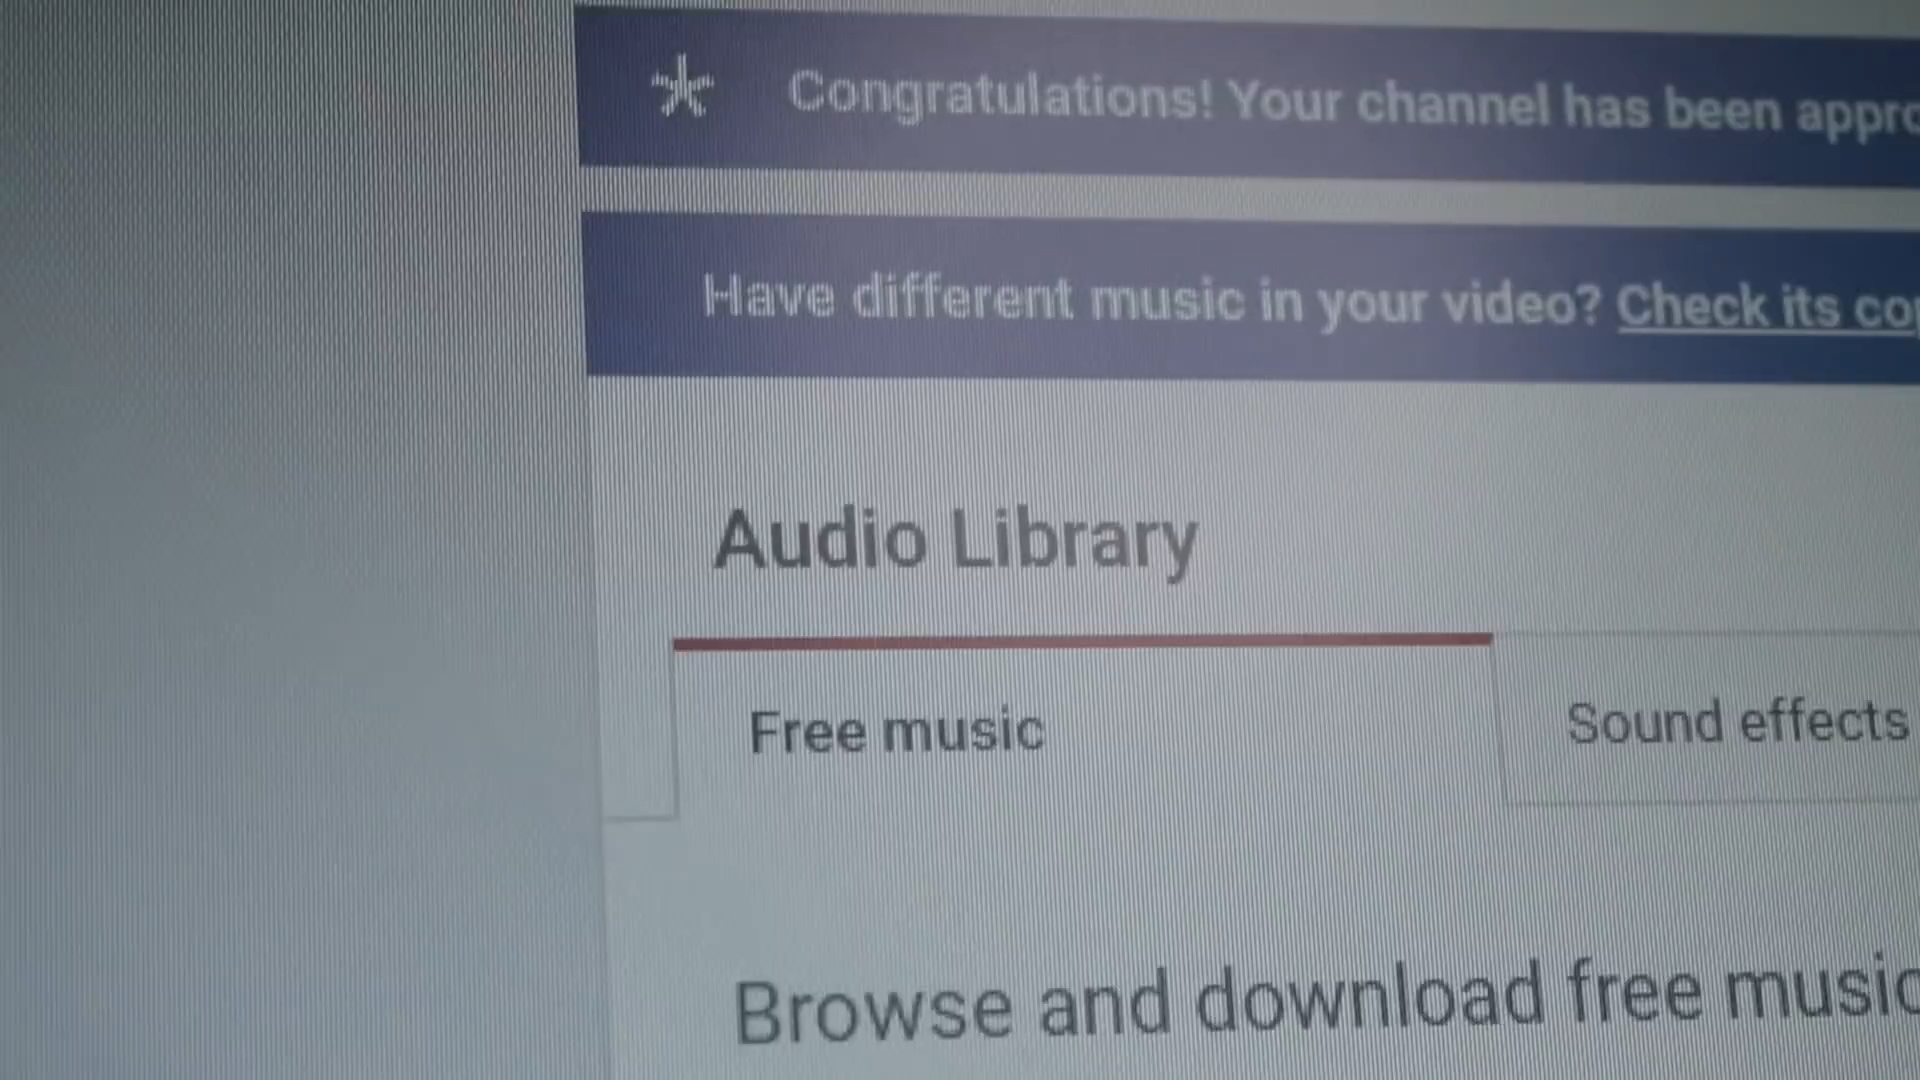 Congratulations! Your channel has been
Have different music in your video? Check its
Audio Library
Free music
Sound effects
Browse and download free music